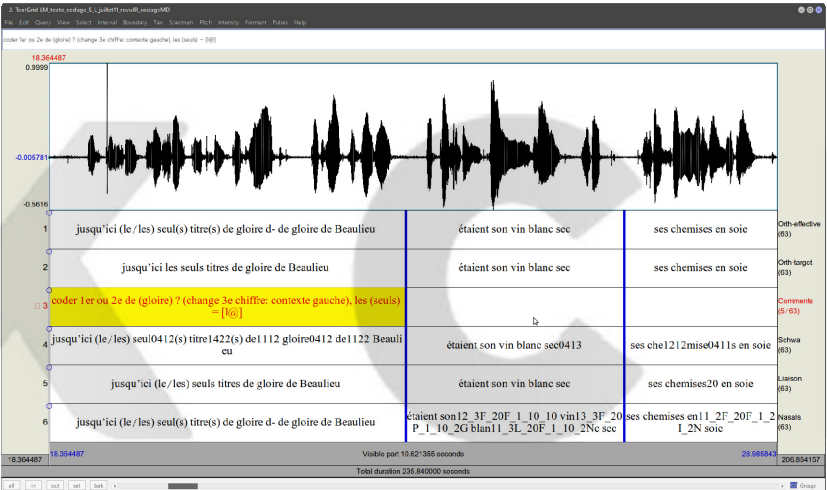 2. TextGrid LM_texte_codage_S_L_juillet11_revuIR_codageMD
File Edit Query View Select Interval Boundary Tier Spectrum Pitch Intensity Formant Pulses Help
coder 1er ou 2e de (gloire) ? (change 3e chiffre: contexte gauche), les (seuls) = [l@]
18.364487
0.9999
-0.005781
-0.5616
1 jusqu'ici (le/les) seul(s) titre(s) de gloire d- de gloire de Beaulieu étaient son vin blanc sec ses chemises en soie Orth-effective (63)
2 jusqu'ici les seuls titres de gloire de Beaulieu étaient son vin blanc sec ses chemises en soie Orth-target (63)
3 coder 1er ou 2e de (gloire) ? (change 3e chiffre: contexte gauche), les (seuls) Comments
= [l@] (5/63)
4 jusqu'ici (le/les) seul0412(s) titre1422(s) de1112 gloire0412 de1122 Beauli étaient son vin blanc sec0413 ses che1212mise0411s en soie Schwa
eu (63)
5 jusqu'ici (le/les) seuls titres de gloire de Beaulieu étaient son vin blanc sec ses chemises20 en soie Liaison (63)
6 jusqu'ici (le/les) seul(s) titre(s) de gloire d- de gloire de Beaulieu étaient son12_3F_20F_1_10_10 vin13_3F_20 ses chemises en11_2F_20F_1_2 Nasals
P_1_10_2G blan11_3L_20F_1_10_2Nc sec I_2N soie (63)
18.364487 18.364487 Visible part 10.621355 seconds 28.985843 206.854157
Total duration 235.840000 seconds
all in out sel bak Group